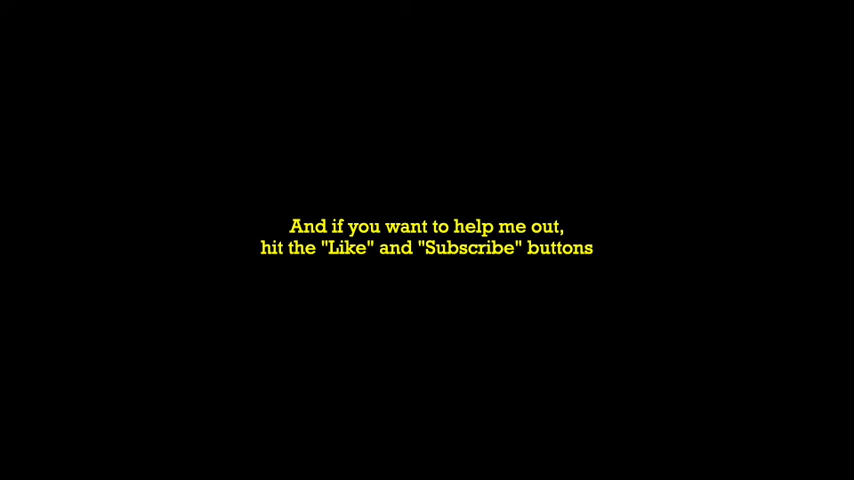 And if you want to help me out,
hit the "Like" and "Subscribe" buttons